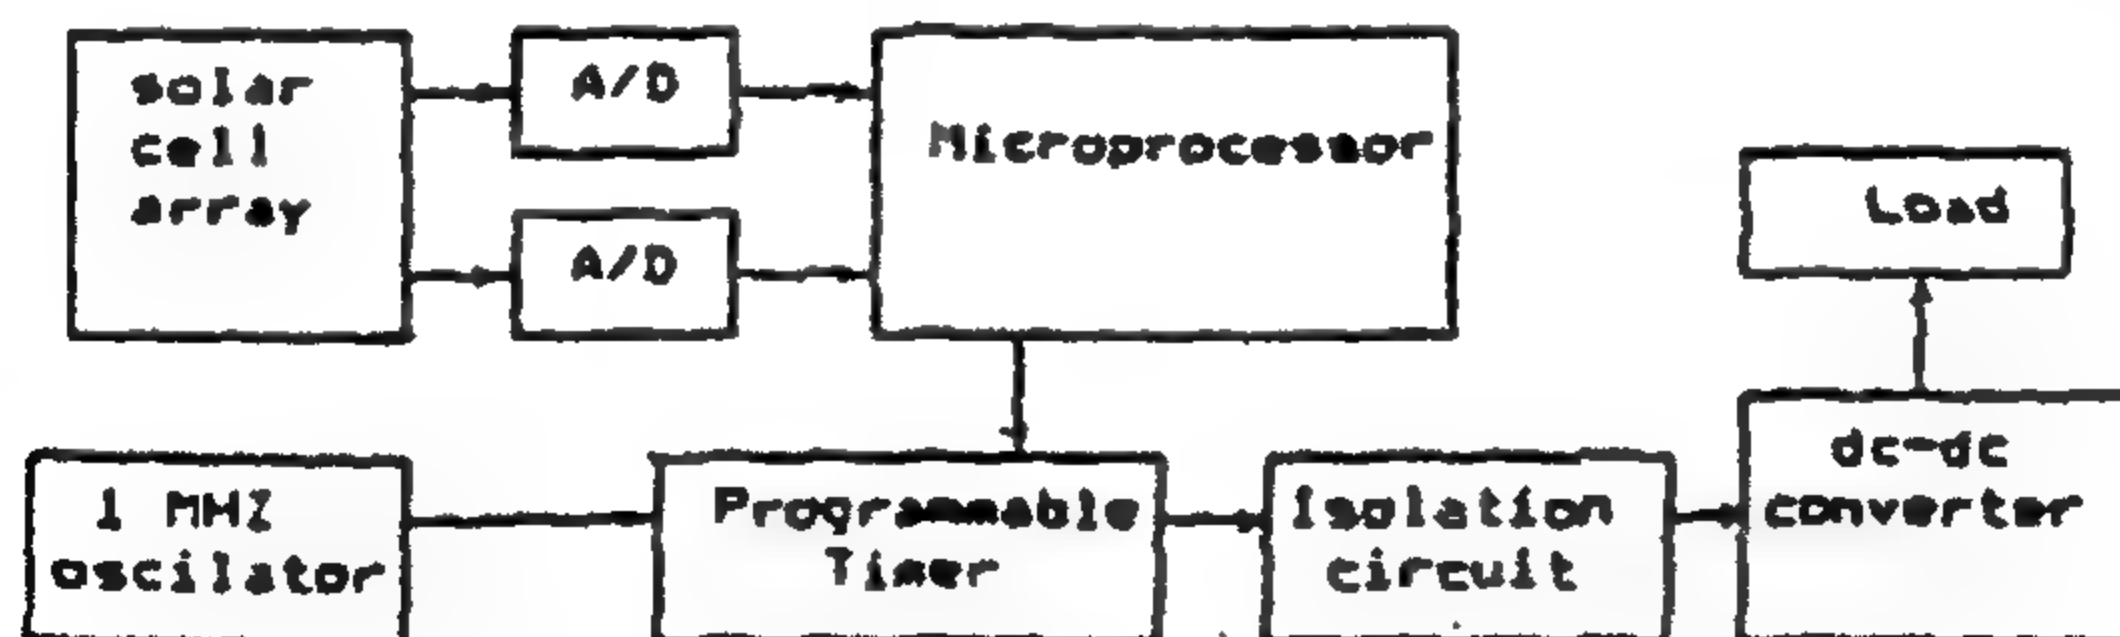 solar
cell
array
A/D
A/D
Microprocessor
Load
1 MHZ
oscilator
Programmable
Timer
Isolation
circuit
dc-dc
converter